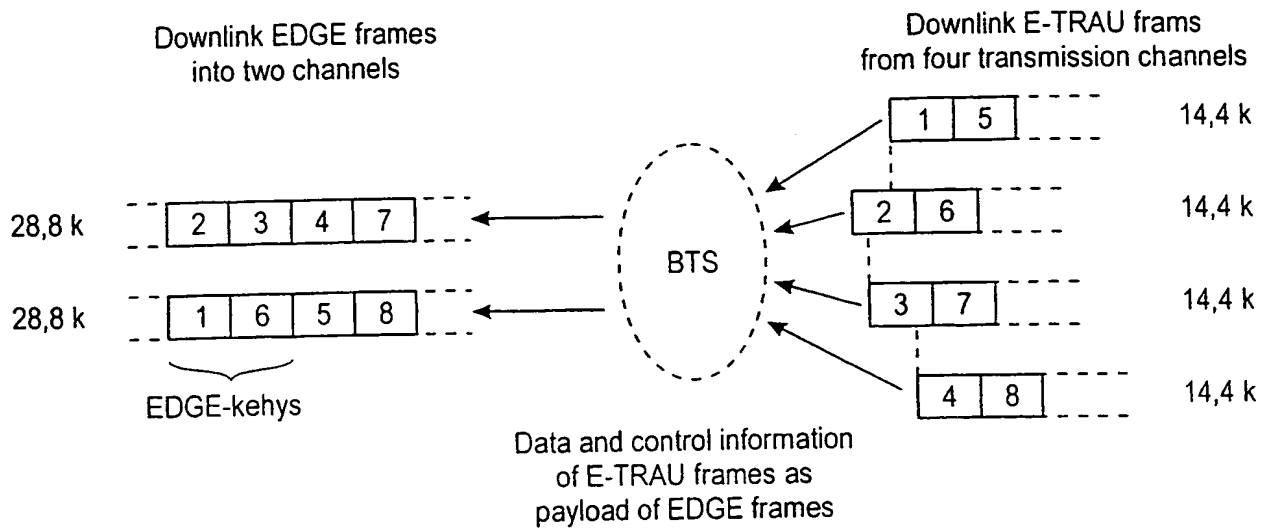 Downlink EDGE frames
into two channels
Downlink E-TRAU frams
from four transmission channels
1 5 14,4 k
2 6 14,4 k
28,8 k 2 3 4 7
BTS
3 7 14,4 k
28,8 k 1 6 5 8
4 8 14,4 k
EDGE-kehys
Data and control information
of E-TRAU frames as
payload of EDGE frames